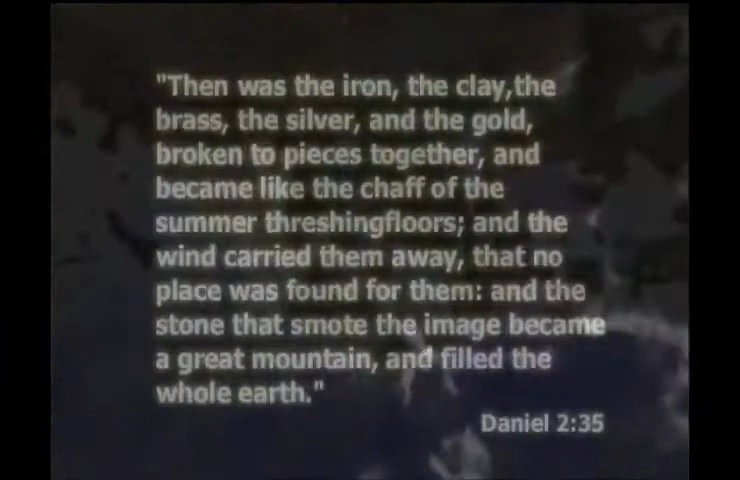 "Then was the iron, the clay,the
brass, the silver, and the gold,
broken to pieces together, and
became like the chaff of the
summer threshingfloors; and the
wind carried them away, that no
place was found for them: and the
stone that smote the image became
a great mountain, and filled the
whole earth."
Daniel 2:35